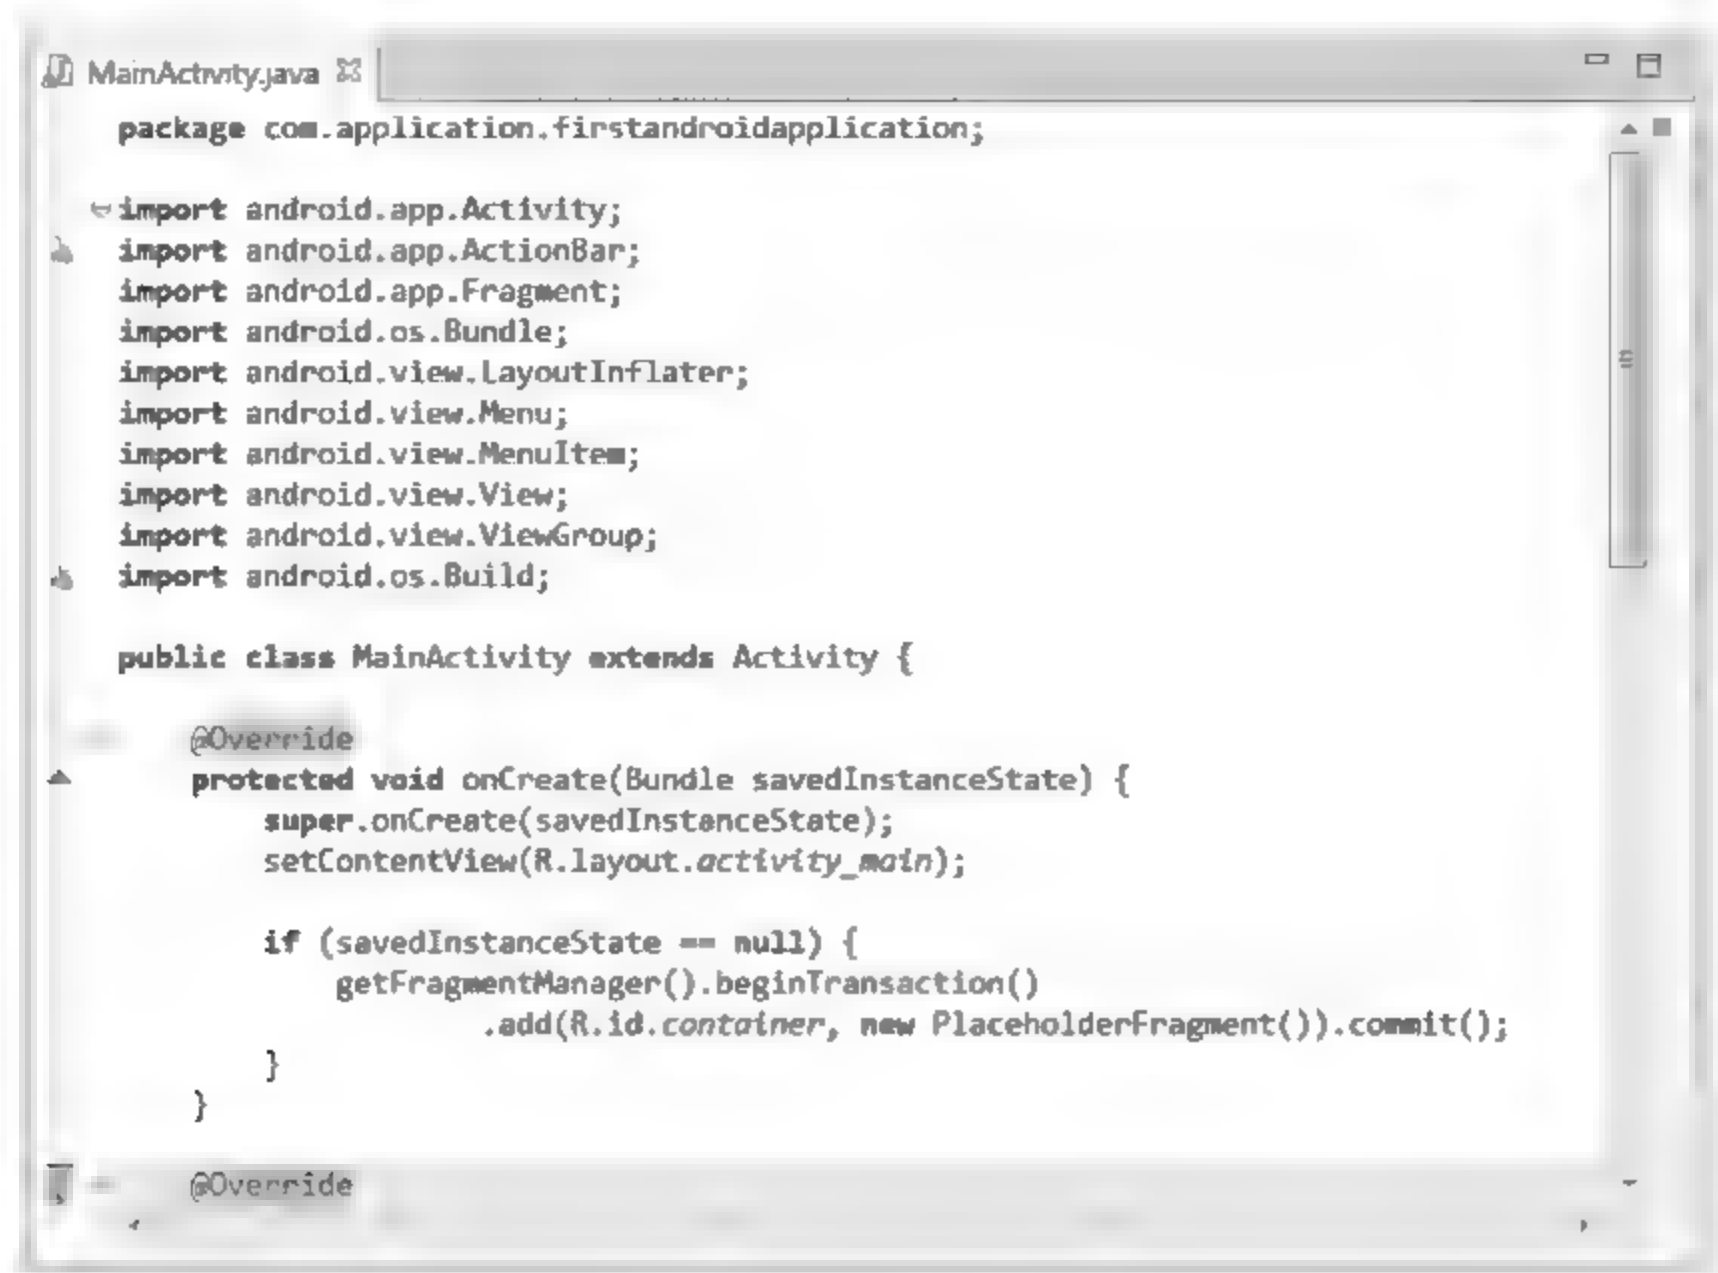 MainActivity.java
package com.application.firstandroidapplication;
import android.app.Activity;
import android.app.ActionBar;
import android.app.Fragment;
import android.os.Bundle;
import android.view.LayoutInflater;
import android.view.Menu;
import android.view.MenuItem;
import android.view.View;
import android.view.ViewGroup;
import android.os.Build;
public class MainActivity extends Activity {
@Override
protected void onCreate(Bundle savedInstanceState) {
super.onCreate(savedInstanceState);
setContentView(R.layout.activity_main);
if (savedInstanceState == null) {
getFragmentManager().beginTransaction()
.add(R.id.container, new PlaceholderFragment()).commit();
}
}
@Override